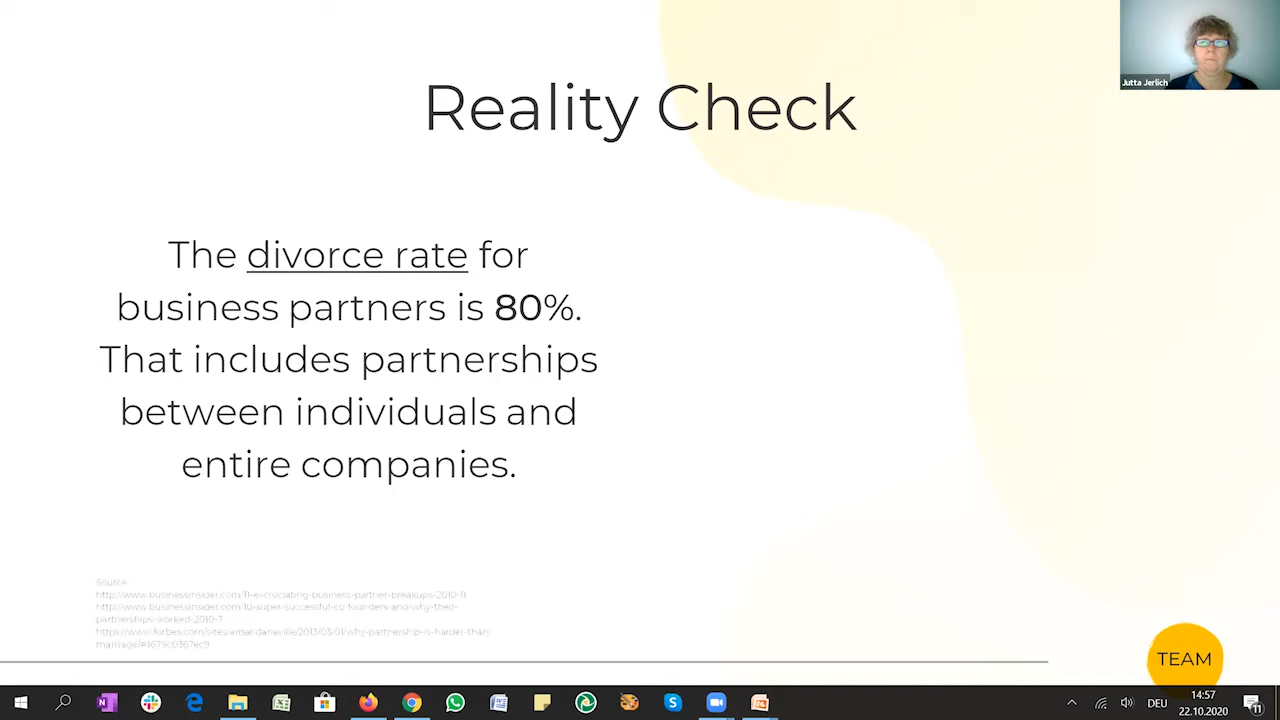 Jutta Jerlich
Reality Check
The divorce rate for
business partners is 80%.
That includes partnerships
between individuals and
entire companies.
Source
http://www.businessinsider.com/11-excruciating-business-partner-breakups-2010-11
http://www.businessinsider.com/10-super-successful-co-founders-and-why-their-
partnerships-worked-2010-7
https://www.forbes.com/sites/amandaneville/2013/03/01/why-partnership-is-harder-than-
marriage/#1679c0367ec9
TEAM
DEU
14:57
22.10.2020
11